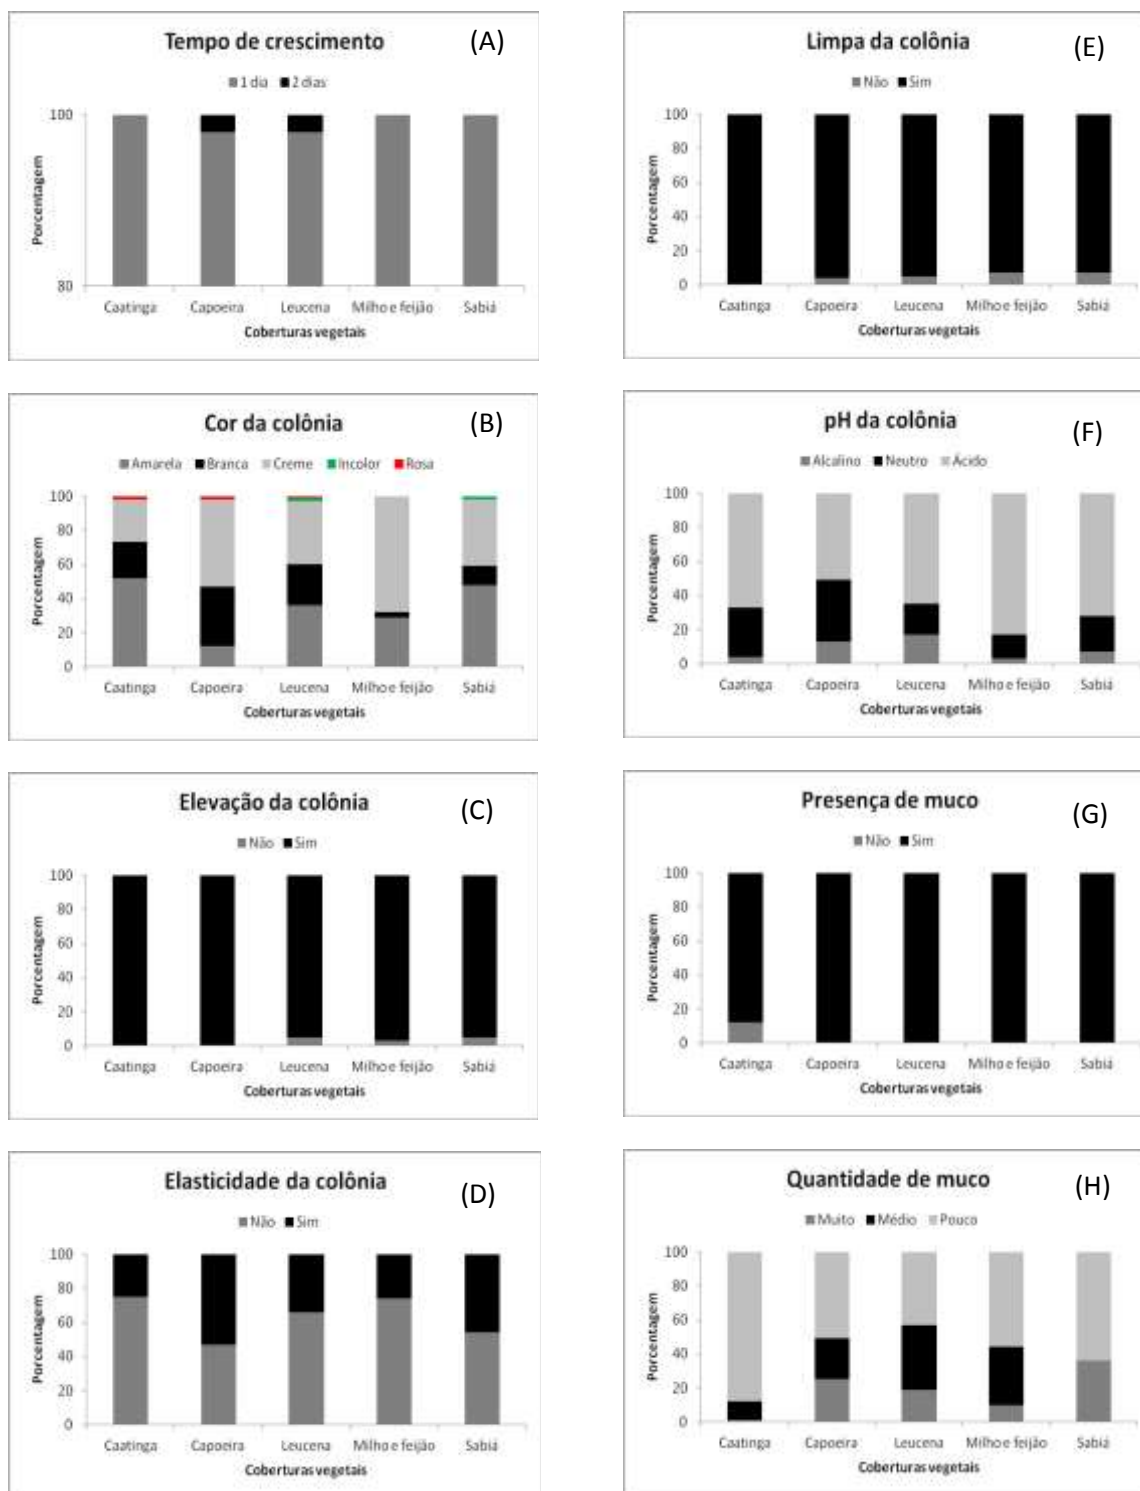 Tempo de crescimento
(A)
1 dia 2 dias
100
80
Porcentagem
Caatinga Capoeira Leucena Milho e feijão Sabiá
Coberturas vegetais
Limpa da colônia
(E)
Não Sim
100
80
60
40
20
0
Porcentagem
Caatinga Capoeira Leucena Milho e feijão Sabiá
Coberturas vegetais
Cor da colônia
(B)
Amarela Branca Creme Incolor Rosa
100
80
60
40
20
0
Porcentagem
Caatinga Capoeira Leucena Milho e feijão Sabiá
Coberturas vegetais
pH da colônia
(F)
Alcalino Neutro Ácido
100
80
60
40
20
0
Porcentagem
Caatinga Capoeira Leucena Milho e feijão Sabiá
Coberturas vegetais
Elevação da colônia
(C)
Não Sim
100
80
60
40
20
0
Porcentagem
Caatinga Capoeira Leucena Milho e feijão Sabiá
Coberturas vegetais
Presença de muco
(G)
Não Sim
100
80
60
40
20
0
Porcentagem
Caatinga Capoeira Leucena Milho e feijão Sabiá
Coberturas vegetais
Elasticidade da colônia
(D)
Não Sim
100
80
60
40
20
0
Porcentagem
Caatinga Capoeira Leucena Milho e feijão Sabiá
Coberturas vegetais
Quantidade de muco
(H)
Muito Médio Pouco
100
80
60
40
20
0
Porcentagem
Caatinga Capoeira Leucena Milho e feijão Sabiá
Coberturas vegetais